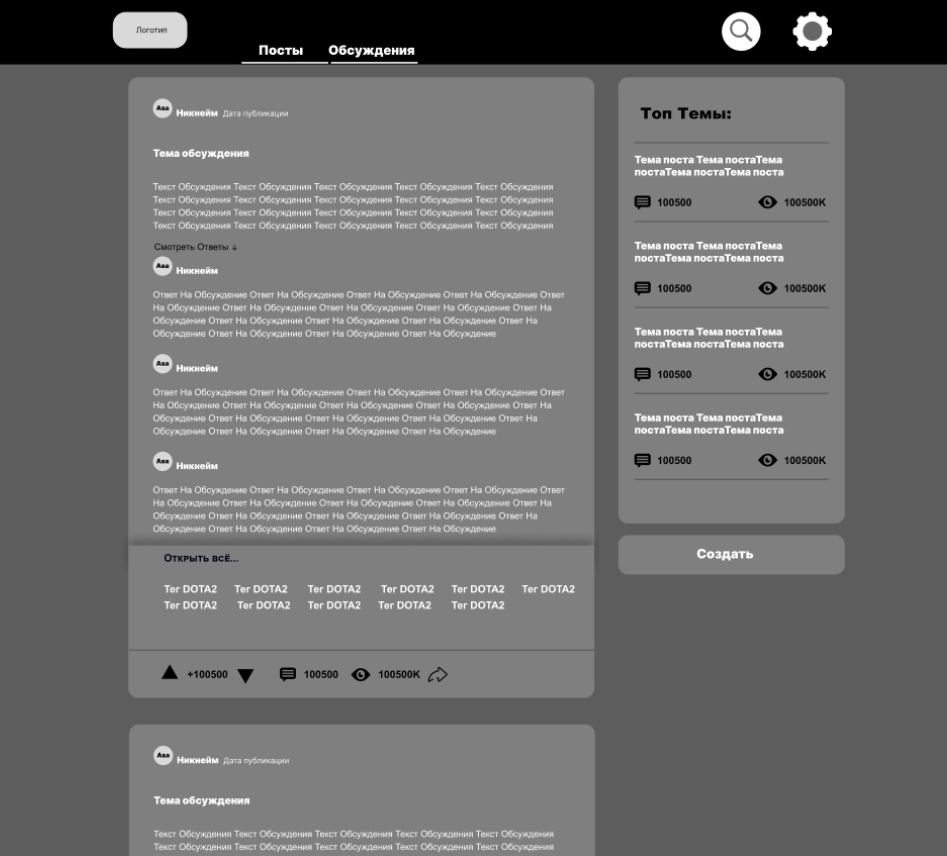 Логотип
Посты Обсуждения
Ава Никнейм Дата публикации
Тема обсуждения
Текст Обсуждения Текст Обсуждения Текст Обсуждения Текст Обсуждения Текст Обсуждения
Текст Обсуждения Текст Обсуждения Текст Обсуждения Текст Обсуждения Текст Обсуждения
Текст Обсуждения Текст Обсуждения Текст Обсуждения Текст Обсуждения Текст Обсуждения
Текст Обсуждения Текст Обсуждения Текст Обсуждения Текст Обсуждения Текст Обсуждения
Смотреть Ответы ↓
Ава Никнейм
Ответ На Обсуждение Ответ На Обсуждение Ответ На Обсуждение Ответ На Обсуждение Ответ
На Обсуждение Ответ На Обсуждение Ответ На Обсуждение Ответ На Обсуждение Ответ На
Обсуждение Ответ На Обсуждение Ответ На Обсуждение Ответ На Обсуждение Ответ На
Обсуждение Ответ На Обсуждение Ответ На Обсуждение Ответ На Обсуждение
Ава Никнейм
Ответ На Обсуждение Ответ На Обсуждение Ответ На Обсуждение Ответ На Обсуждение Ответ
На Обсуждение Ответ На Обсуждение Ответ На Обсуждение Ответ На Обсуждение Ответ На
Обсуждение Ответ На Обсуждение Ответ На Обсуждение Ответ На Обсуждение Ответ На
Обсуждение Ответ На Обсуждение Ответ На Обсуждение Ответ На Обсуждение
Ава Никнейм
Ответ На Обсуждение Ответ На Обсуждение Ответ На Обсуждение Ответ На Обсуждение Ответ
На Обсуждение Ответ На Обсуждение Ответ На Обсуждение Ответ На Обсуждение Ответ На
Обсуждение Ответ На Обсуждение Ответ На Обсуждение Ответ На Обсуждение Ответ На
Обсуждение Ответ На Обсуждение Ответ На Обсуждение Ответ На Обсуждение
Открыть всё...
Тег DOTA2 Тег DOTA2 Тег DOTA2 Тег DOTA2 Тег DOTA2 Тег DOTA2
Тег DOTA2 Тег DOTA2 Тег DOTA2 Тег DOTA2 Тег DOTA2
+100500 100500 100500K
Ава Никнейм Дата публикации
Тема обсуждения
Текст Обсуждения Текст Обсуждения Текст Обсуждения Текст Обсуждения Текст Обсуждения
Текст Обсуждения Текст Обсуждения Текст Обсуждения Текст Обсуждения Текст Обсуждения
Топ Темы:
Тема поста Тема постаТема
постаТема постаТема поста
100500 100500K
Тема поста Тема постаТема
постаТема постаТема поста
100500 100500K
Тема поста Тема постаТема
постаТема постаТема поста
100500 100500K
Тема поста Тема постаТема
постаТема постаТема поста
100500 100500K
Создать